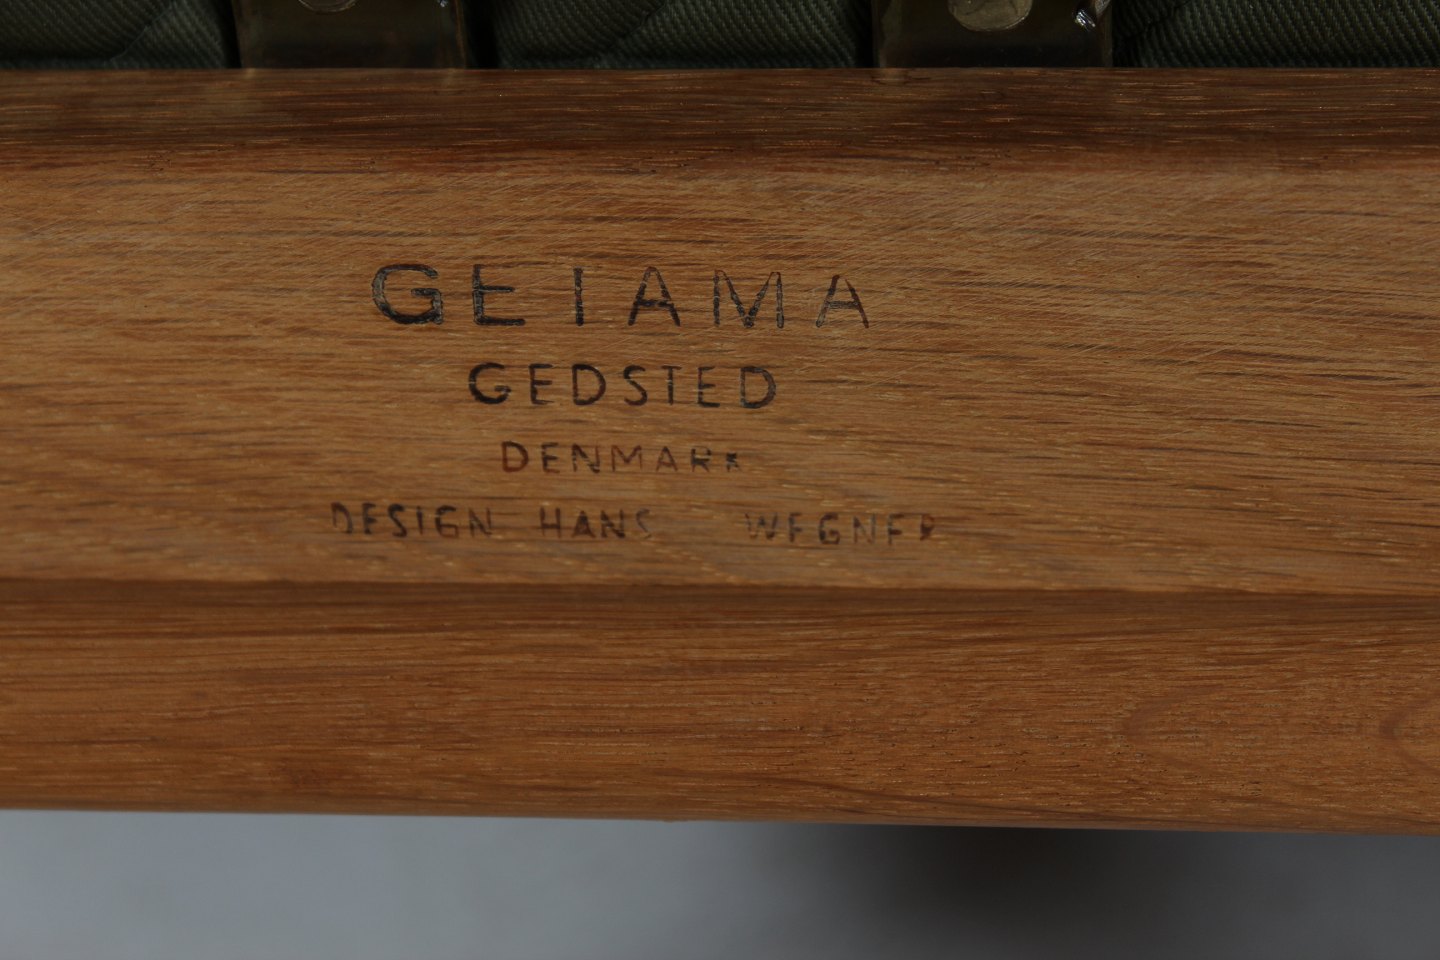 GETAMA
GEDSTED
DENMARK
DESIGN HANS WEGNER